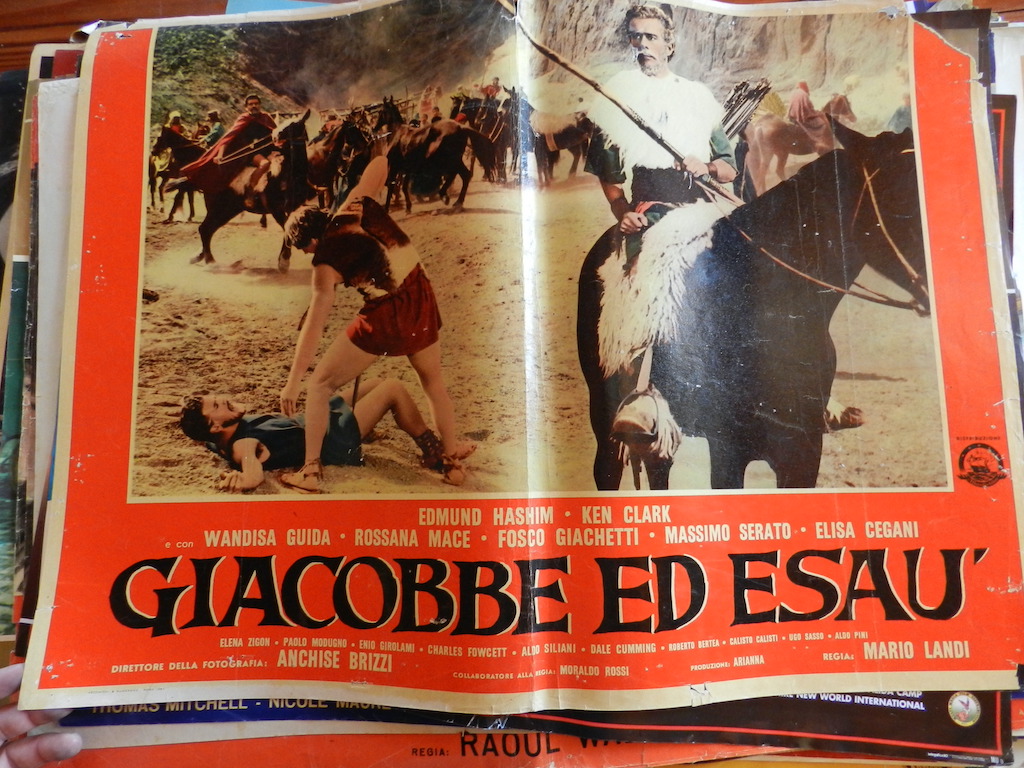 EDMUND HASHIM · KEN CLARK
e con WANDISA GUIDA · ROSSANA MACE · FOSCO GIACHETTI · MASSIMO SERATO · ELISA CEGANI
GIACOBBE ED ESAU'
ELENA ZIGON · PAOLO MODUGNO · ENIO GIROLAMI · CHARLES FOWCETT · ALDO SILIANI · DALE CUMMING · ROBERTO BERTEA · CALISTO CALISTI · UGO SASSO · ALDO PINI
DIRETTORE DELLA FOTOGRAFIA: ANCHISE BRIZZI COLLABORATORE ALLA REGIA: MORALDO ROSSI PRODUZIONE: ARIANNA REGIA: MARIO LANDI
CAMP
NEW WORLD INTERNATIONAL
THOMAS MITCHELL - NICOLE
REGIA: RAOUL